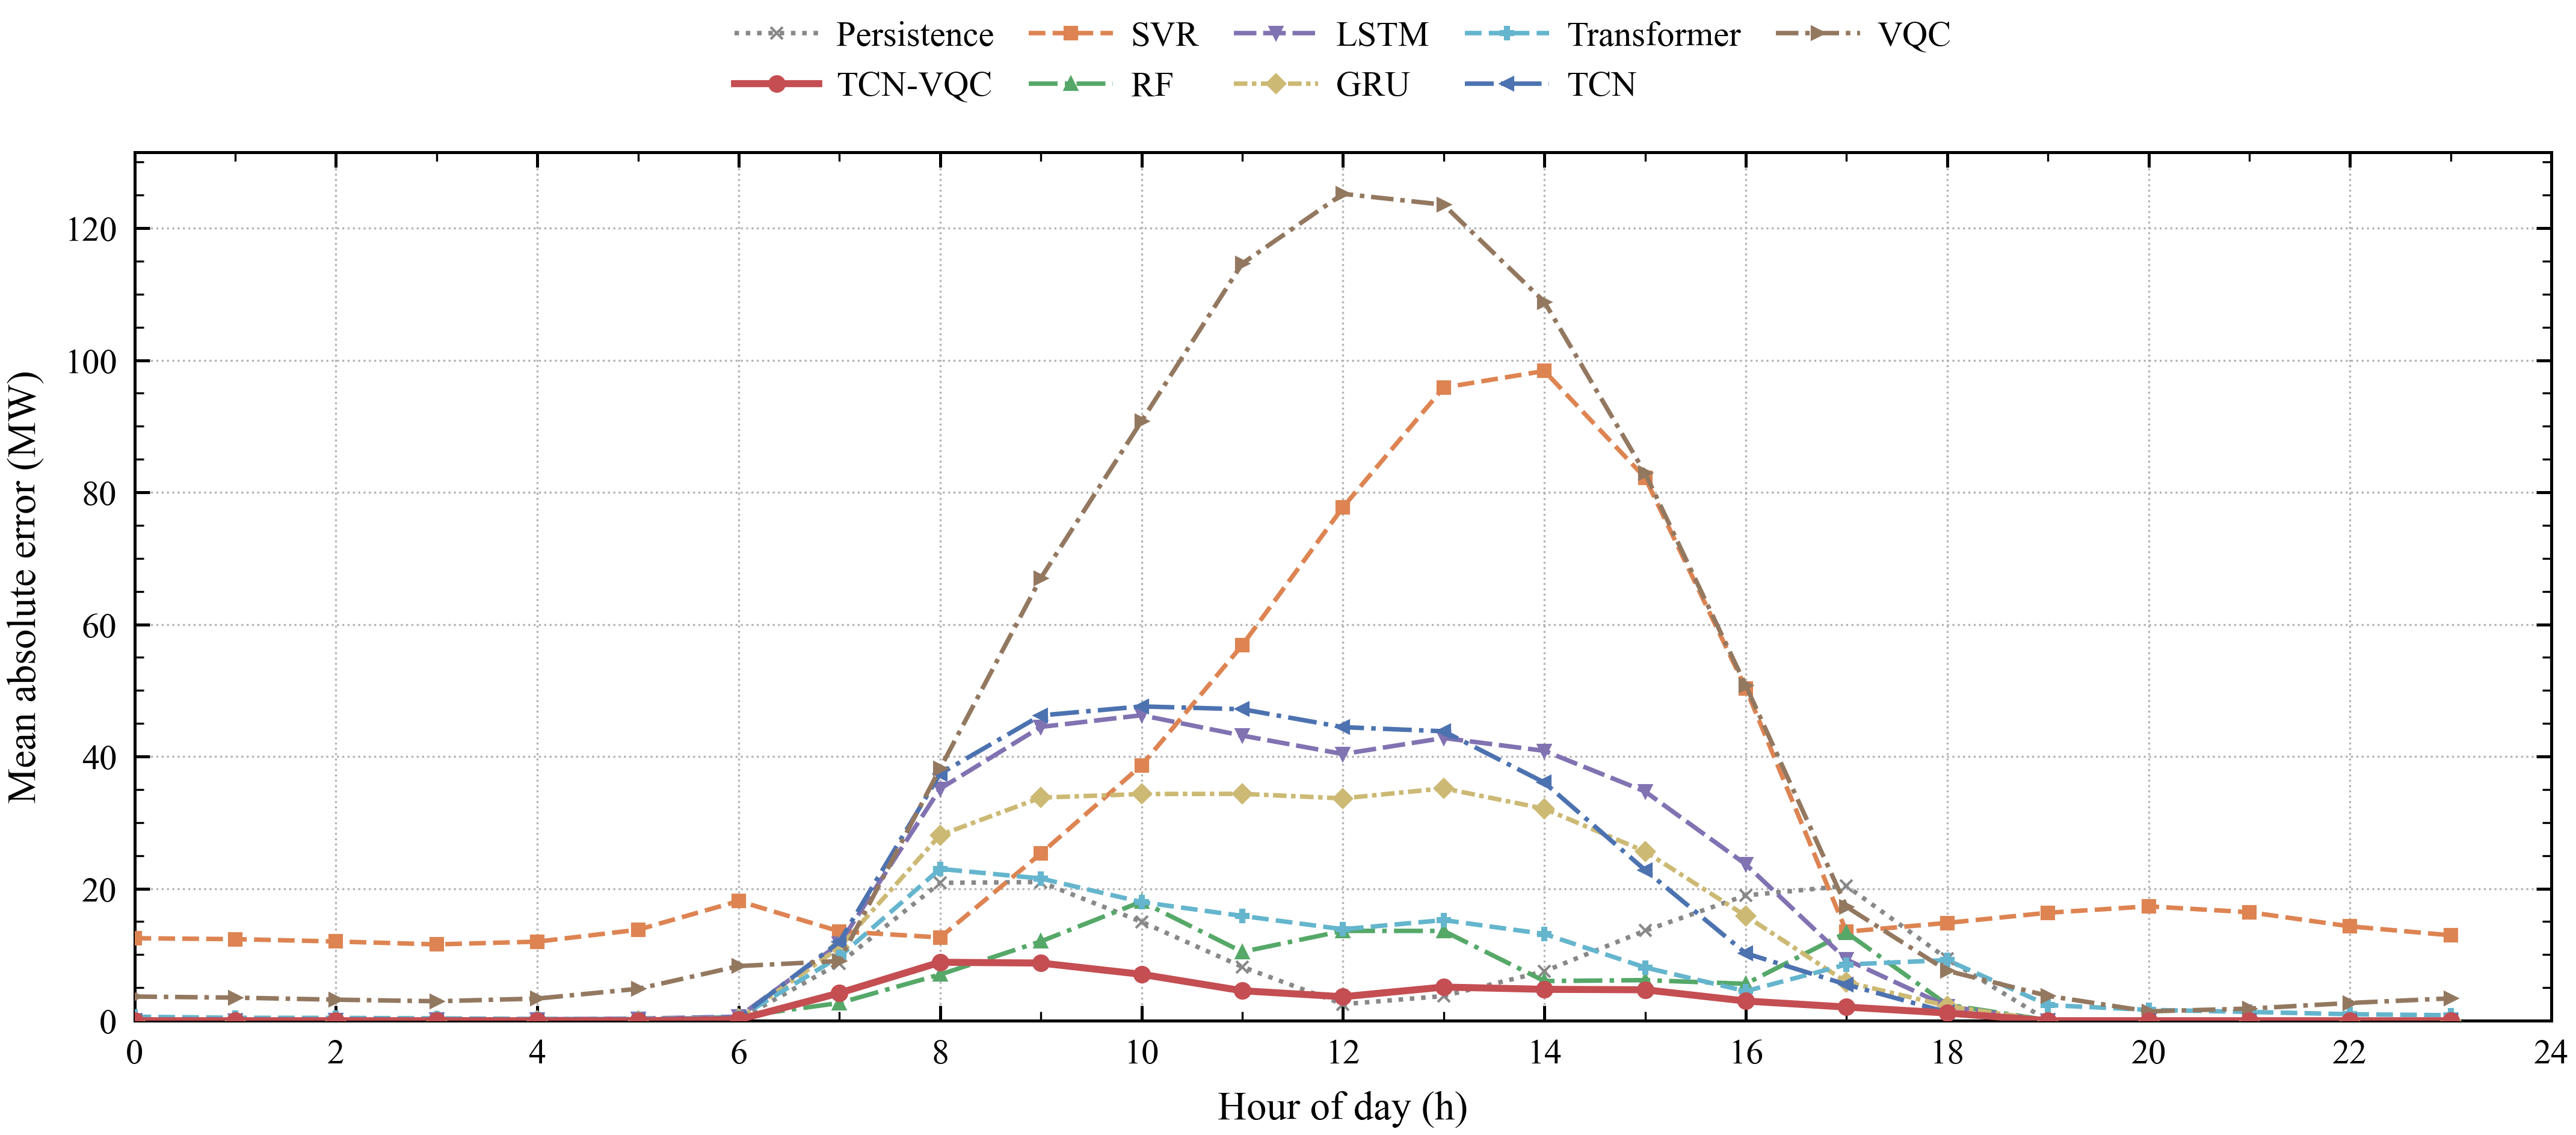 Persistence SVR LSTM Transformer VQC
TCN-VQC RF GRU TCN
Mean absolute error (MW)
120
100
80
60
40
20
0
0 2 4 6 8 10 12 14 16 18 20 22 24
Hour of day (h)